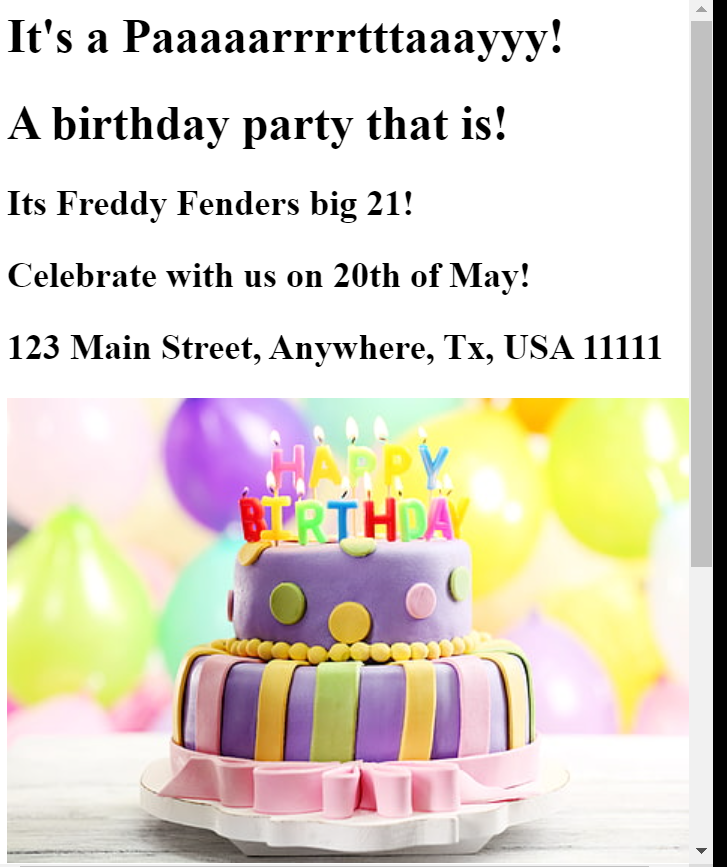 It's a Paaaaarrrrtttaaayyy!
A birthday party that is!
Its Freddy Fenders big 21!
Celebrate with us on 20th of May!
123 Main Street, Anywhere, Tx, USA 11111
HAPPY
BIRTHDAY